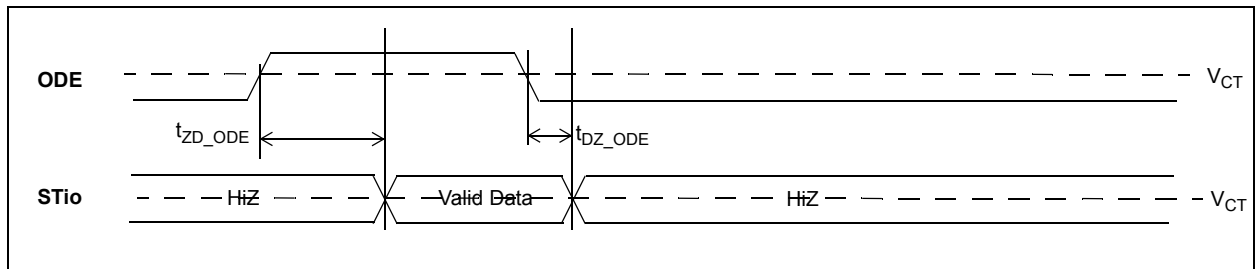 ODE
V_CT
t_ZD_ODE
t_DZ_ODE
STio
HiZ
Valid Data
HiZ
V_CT